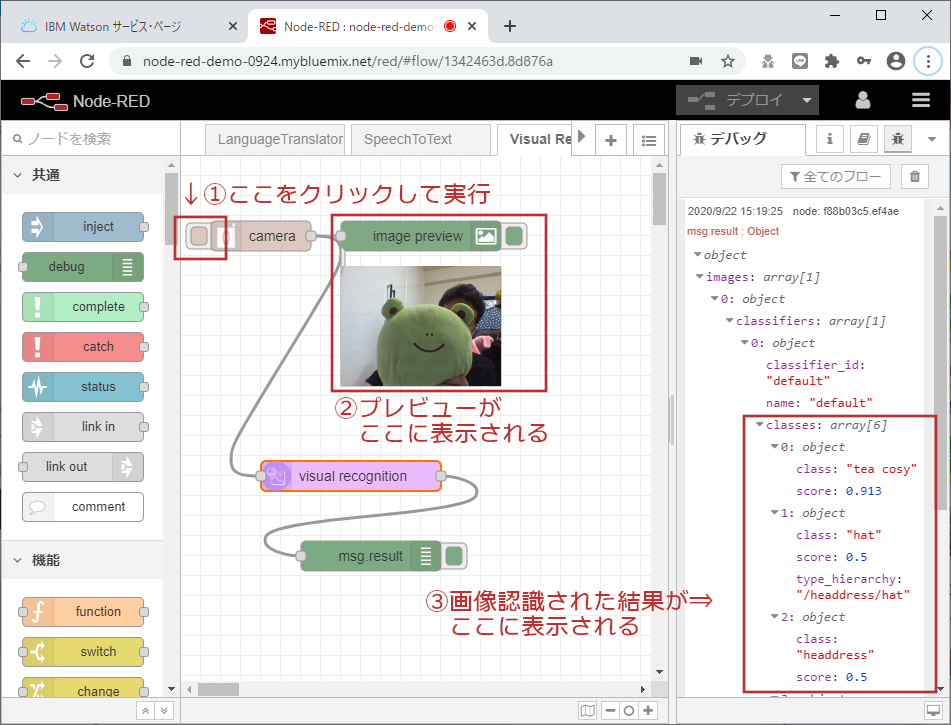 IBM Watson サービス・ページ
Node-RED : node-red-demo
node-red-demo-0924.mybluemix.net/red/#flow/1342463d.8d876a
Node-RED
デプロイ
ノードを検索
LanguageTranslator
SpeechToText
Visual Re
デバッグ
i
共通
↓①ここをクリックして実行
全てのフロー
inject
debug
complete
catch
status
link in
link out
comment
機能
function
switch
change
camera
image preview
②プレビューが
ここに表示される
visual recognition
msg.result
③画像認識された結果が⇒
ここに表示される
2020/9/22 15:19:25 node: f88b03c5.ef4ae
msg.result : Object
object
images: array[1]
0: object
classifiers: array[1]
0: object
classifier_id:
"default"
name: "default"
classes: array[6]
0: object
class: "tea cosy"
score: 0.913
1: object
class: "hat"
score: 0.5
type_hierarchy:
"/headdress/hat"
2: object
class:
"headdress"
score: 0.5